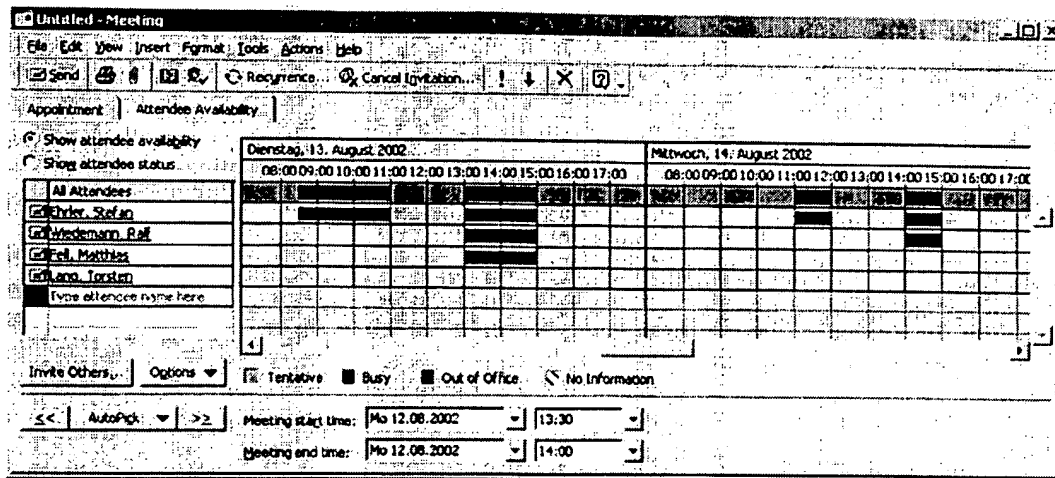 Untitled - Meeting
File Edit View Insert Format Tools Actions Help
Send Recurrence... Cancel Invitation...
Appointment Attendee Availability
Show attendee availability
Show attendee status
Dienstag, 13. August 2002 Mittwoch, 14. August 2002
08:00 09:00 10:00 11:00 12:00 13:00 14:00 15:00 16:00 17:00 08:00 09:00 10:00 11:00 12:00 13:00 14:00 15:00 16:00 17:00
All Attendees
Ehrler, Stefan
Wiedemann, Ralf
Fell, Matthias
Lang, Torsten
Type attendee name here
Invite Others... Options Tentative Busy Out of Office No Information
<< AutoPick >> Meeting start time: Mo 12.08.2002 13:30
Meeting end time: Mo 12.08.2002 14:00